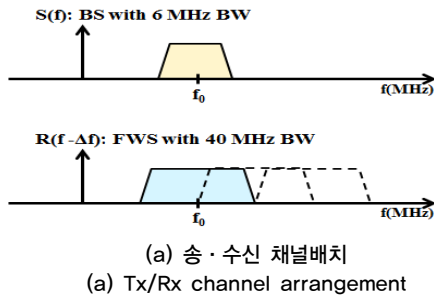 S(f): BS with 6 MHz BW
f₀
f(MHz)
R(f -Δf): FWS with 40 MHz BW
f₀
f(MHz)
(a) 송·수신 채널배치
(a) Tx/Rx channel arrangement